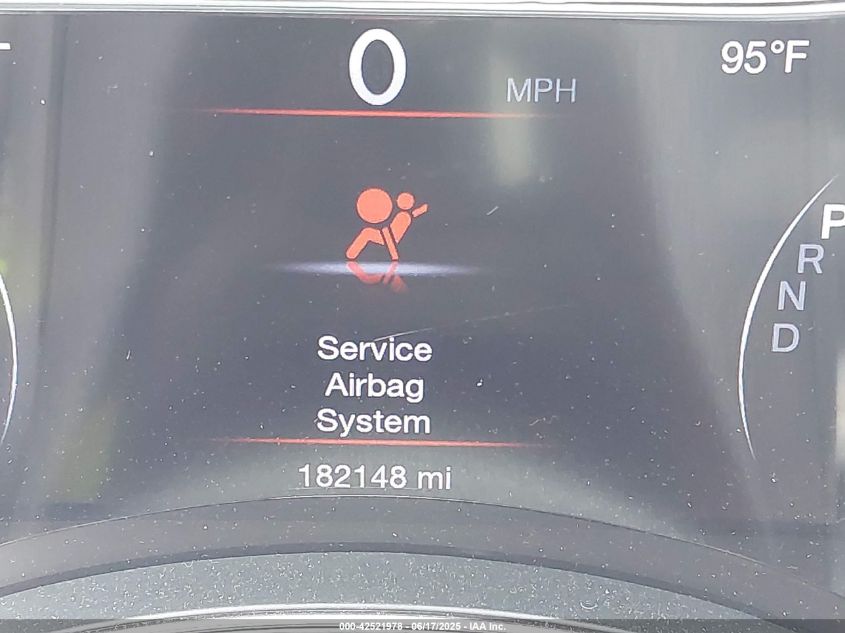 0 MPH
95°F
P
R
N
D
Service
Airbag
System
182148 mi
000-42521978 - 06/17/2025 - IAA Inc.